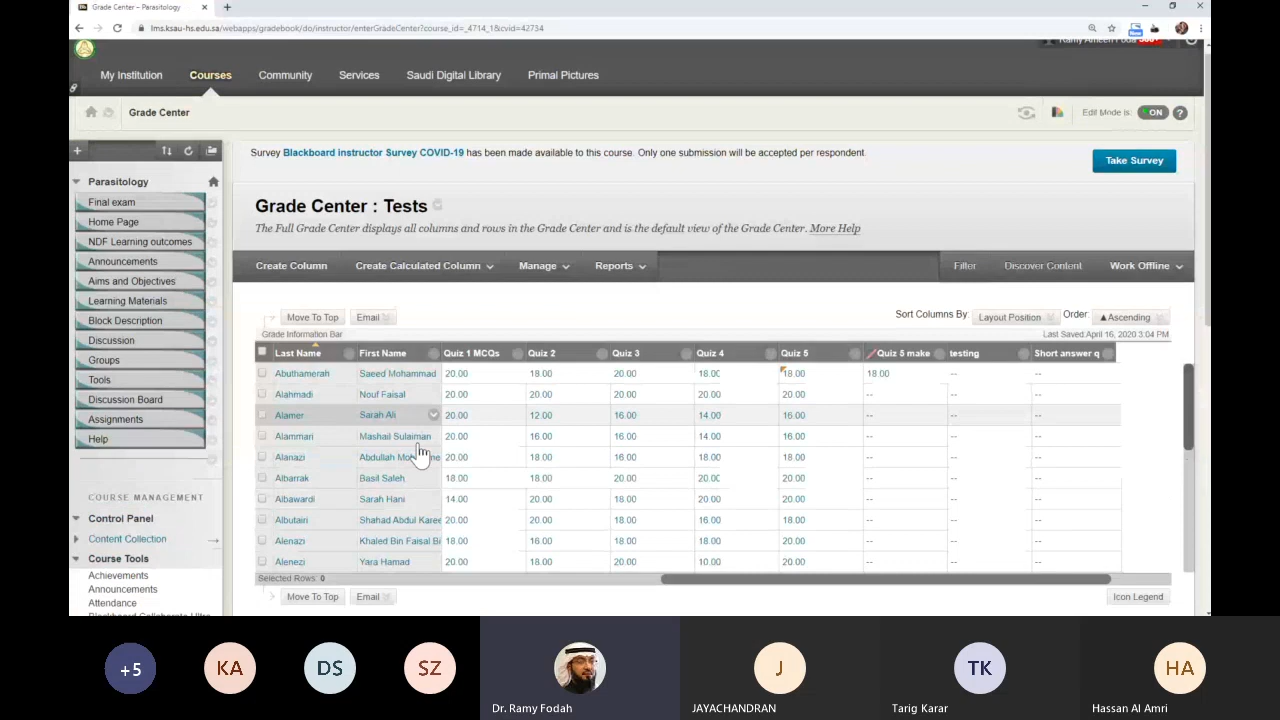 Grade Center – Parasitology
lms.ksau-hs.edu.sa/webapps/gradebook/do/instructor/enterGradeCenter?course_id=_4714_1&cvid=42734
New
My Institution Courses Community Services Saudi Digital Library Primal Pictures
Grade Center Edit Mode is: ON ?
Survey Blackboard instructor Survey COVID-19 has been made available to this course. Only one submission will be accepted per respondent.
Take Survey
Parasitology
Final exam
Home Page
NDF Learning outcomes
Announcements
Aims and Objectives
Learning Materials
Block Description
Discussion
Groups
Tools
Discussion Board
Assignments
Help
COURSE MANAGEMENT
Control Panel
Content Collection
Course Tools
Achievements
Announcements
Attendance
Grade Center : Tests
The Full Grade Center displays all columns and rows in the Grade Center and is the default view of the Grade Center. More Help
Create Column Create Calculated Column Manage Reports Filter Discover Content Work Offline
Move To Top Email Sort Columns By: Layout Position Order: ▲Ascending
Grade Information Bar Last Saved:April 16, 2020 3:04 PM
Last Name First Name Quiz 1 MCQs Quiz 2 Quiz 3 Quiz 4 Quiz 5 Quiz 5 make testing Short answer q
Abuthamerah Saeed Mohammad 20.00 18.00 20.00 18.00 18.00 18.00 -- --
Alahmadi Nouf Faisal 20.00 20.00 20.00 20.00 20.00 -- -- --
Alamer Sarah Ali 20.00 12.00 16.00 14.00 16.00 -- -- --
Alammari Mashail Sulaiman 20.00 16.00 16.00 14.00 16.00 -- -- --
Alanazi Abdullah 20.00 18.00 16.00 18.00 18.00 -- -- --
Albarrak Basil Saleh 18.00 18.00 18.00 20.00 20.00 -- -- --
Albawardi Sarah Hani 14.00 20.00 18.00 20.00 20.00 -- -- --
Albutairi Shahad Abdul Karee 20.00 20.00 20.00 16.00 18.00 -- -- --
Alenazi Khaled Bin Faisal Bi 18.00 16.00 18.00 18.00 20.00 -- -- --
Alenezi Yara Hamad 20.00 18.00 20.00 10.00 20.00 -- -- --
Selected Rows: 0
Move To Top Email Icon Legend
+5 KA DS SZ J TK HA
Dr. Ramy Fodah JAYACHANDRAN Tarig Karar Hassan Al Amri